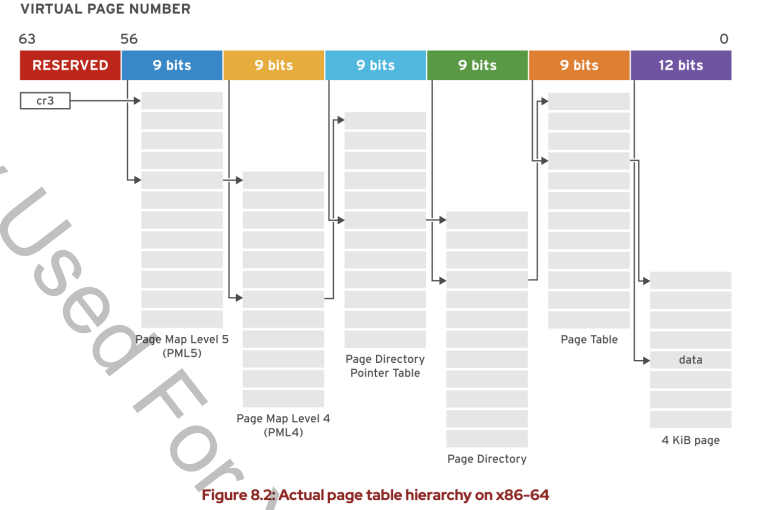 VIRTUAL PAGE NUMBER
63 56 0
RESERVED 9 bits 9 bits 9 bits 9 bits 9 bits 12 bits
cr3
data
Page Map Level 5
(PML5)
Page Table
Page Directory
Pointer Table
Page Map Level 4
(PML4)
4 KiB page
Page Directory
Used For
Figure 8.2: Actual page table hierarchy on x86-64